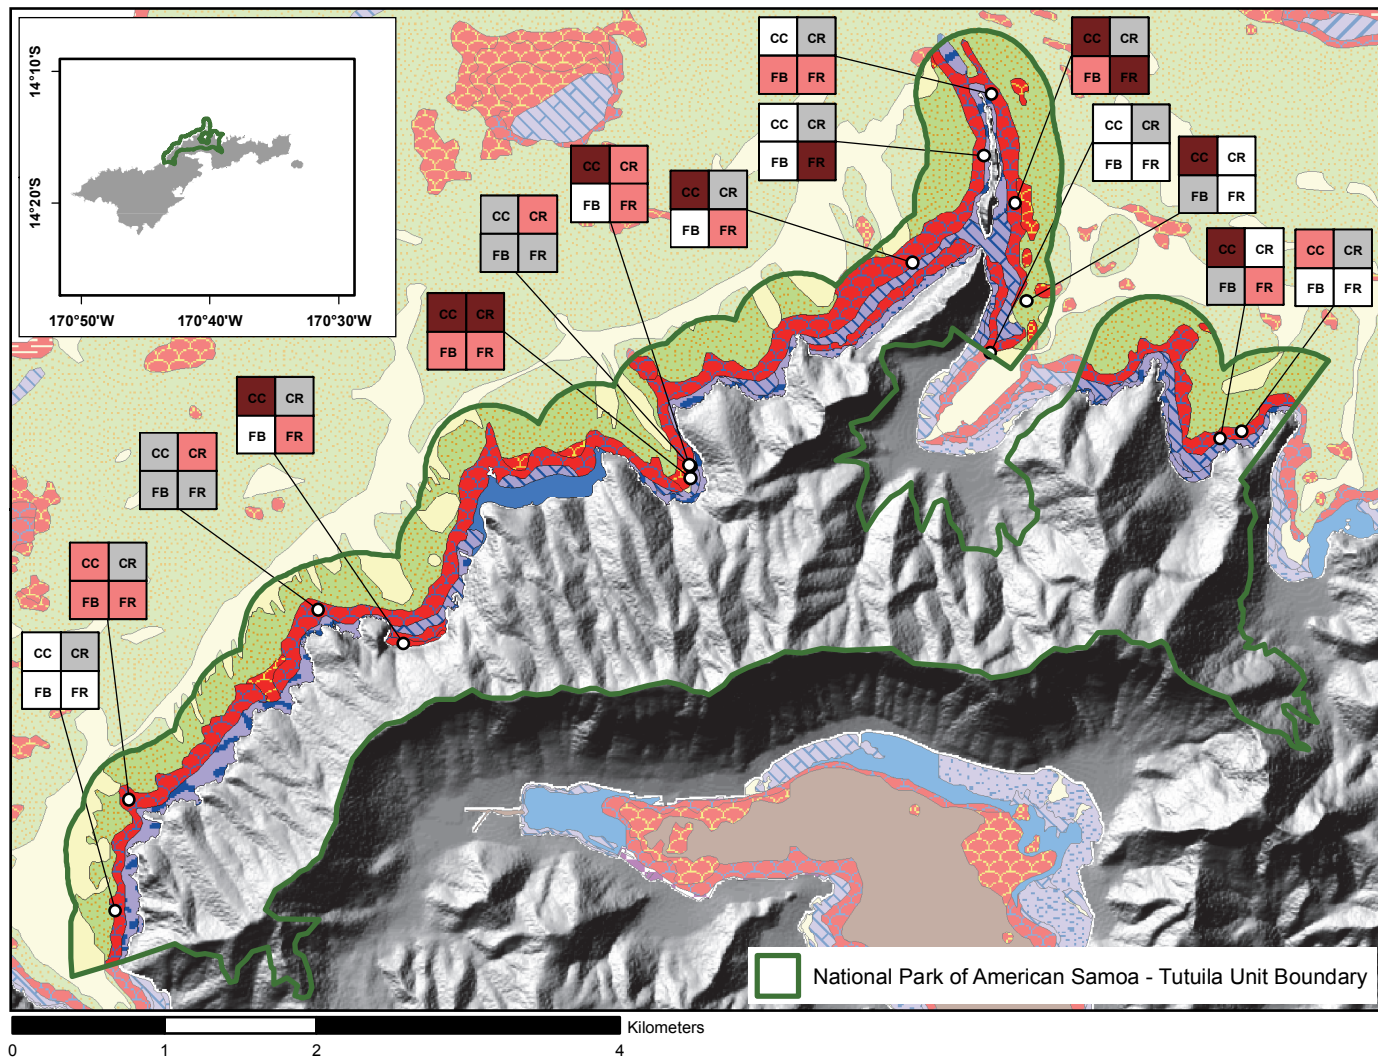 14°10'S
14°20'S
170°50'W 170°40'W 170°30'W
CC CR
FB FR
CC CR
FB FR
CC CR
FB FR
CC CR
FB FR
CC CR
FB FR
CC CR
FB FR
CC CR
FB FR
CC CR
FB FR
CC CR
FB FR
CC CR
FB FR
CC CR
FB FR
CC CR
FB FR
CC CR
FB FR
CC CR
FB FR
CC CR
FB FR
National Park of American Samoa - Tutuila Unit Boundary
Kilometers
0 1 2 4